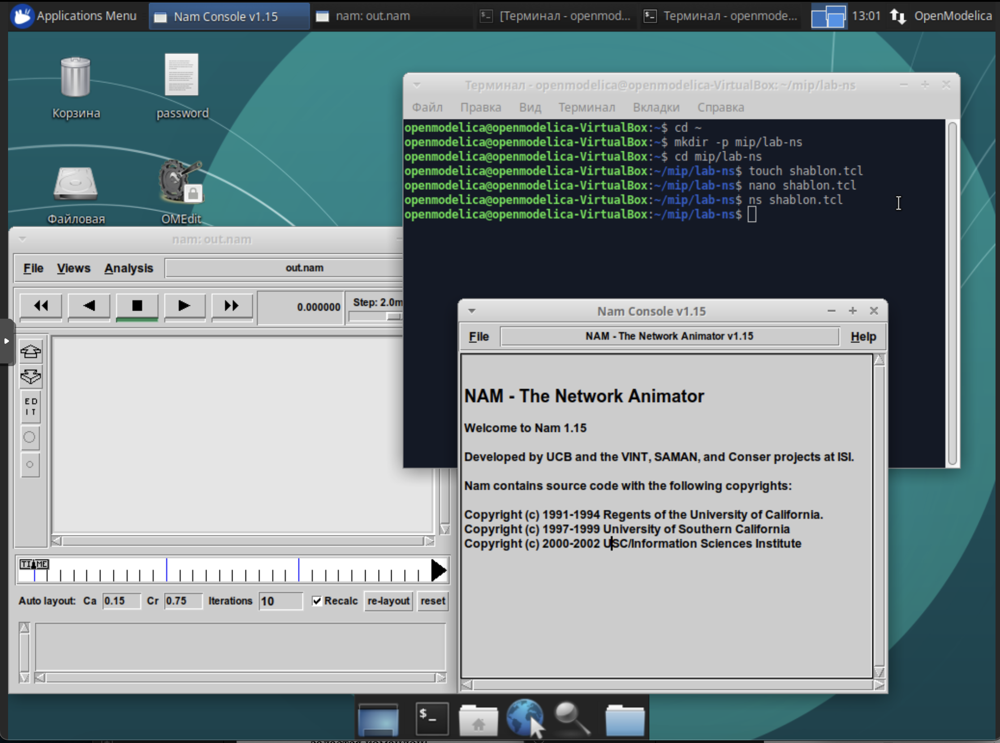 Applications Menu
Nam Console v1.15
nam: out.nam
[Терминал - openmod...
Терминал - openmode...
13:01
OpenModelica
Корзина
password
Файловая
OMEdit
Терминал - openmodelica@openmodelica-VirtualBox: ~/mip/lab-ns
Файл Правка Вид Терминал Вкладки Справка
openmodelica@openmodelica-VirtualBox:~$ cd ~
openmodelica@openmodelica-VirtualBox:~$ mkdir -p mip/lab-ns
openmodelica@openmodelica-VirtualBox:~$ cd mip/lab-ns
openmodelica@openmodelica-VirtualBox:~/mip/lab-ns$ touch shablon.tcl
openmodelica@openmodelica-VirtualBox:~/mip/lab-ns$ nano shablon.tcl
openmodelica@openmodelica-VirtualBox:~/mip/lab-ns$ ns shablon.tcl
openmodelica@openmodelica-VirtualBox:~/mip/lab-ns$
nam: out.nam
File Views Analysis out.nam
0.000000 Step: 2.0m
ED
IT
TIME
Auto layout: Ca 0.15 Cr 0.75 Iterations 10 Recalc re-layout reset
Nam Console v1.15
File NAM - The Network Animator v1.15 Help
NAM - The Network Animator
Welcome to Nam 1.15
Developed by UCB and the VINT, SAMAN, and Conser projects at ISI.
Nam contains source code with the following copyrights:
Copyright (c) 1991-1994 Regents of the University of California.
Copyright (c) 1997-1999 University of Southern California
Copyright (c) 2000-2002 USC/Information Sciences Institute
$_